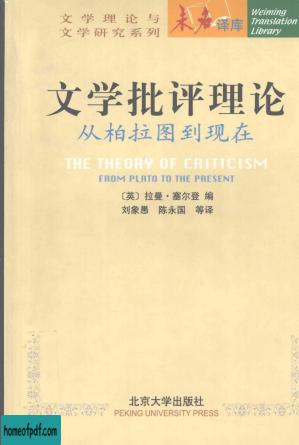 文学理论与
文学研究系列
未名译库
Weiming
Translation
Library
文学批评理论
从柏拉图到现在
THE THEORY OF CRITICISM
FROM PLATO TO THE PRESENT
〔英〕拉曼·塞尔登 编
刘象愚 陈永国 等译
北京大学出版社
PEKING UNIVERSITY PRESS
homeofpdf.com